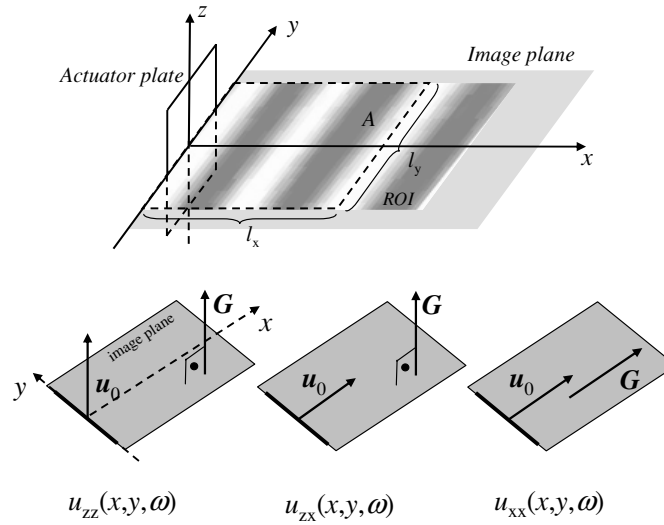 z
y
Actuator plate
Image plane
A
x
l_y
ROI
l_x
G
x
image plane
y
u_0
G
u_0
u_0
G
u_zz(x,y,ω)
u_zx(x,y,ω)
u_xx(x,y,ω)